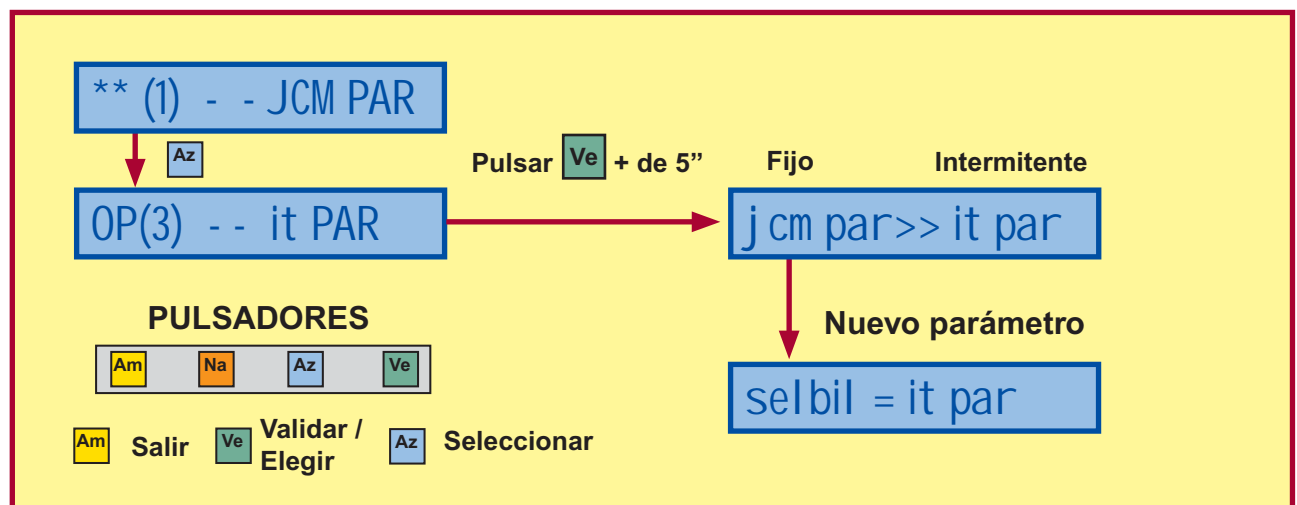 ** (1) - - JCM PAR
Az
Pulsar Ve + de 5”
Fijo
Intermitente
OP(3) - - it PAR
jcm par>> it par
PULSADORES
Nuevo parámetro
Am Na Az Ve
selbil = it par
Am Salir
Ve Validar /
Elegir
Az Seleccionar